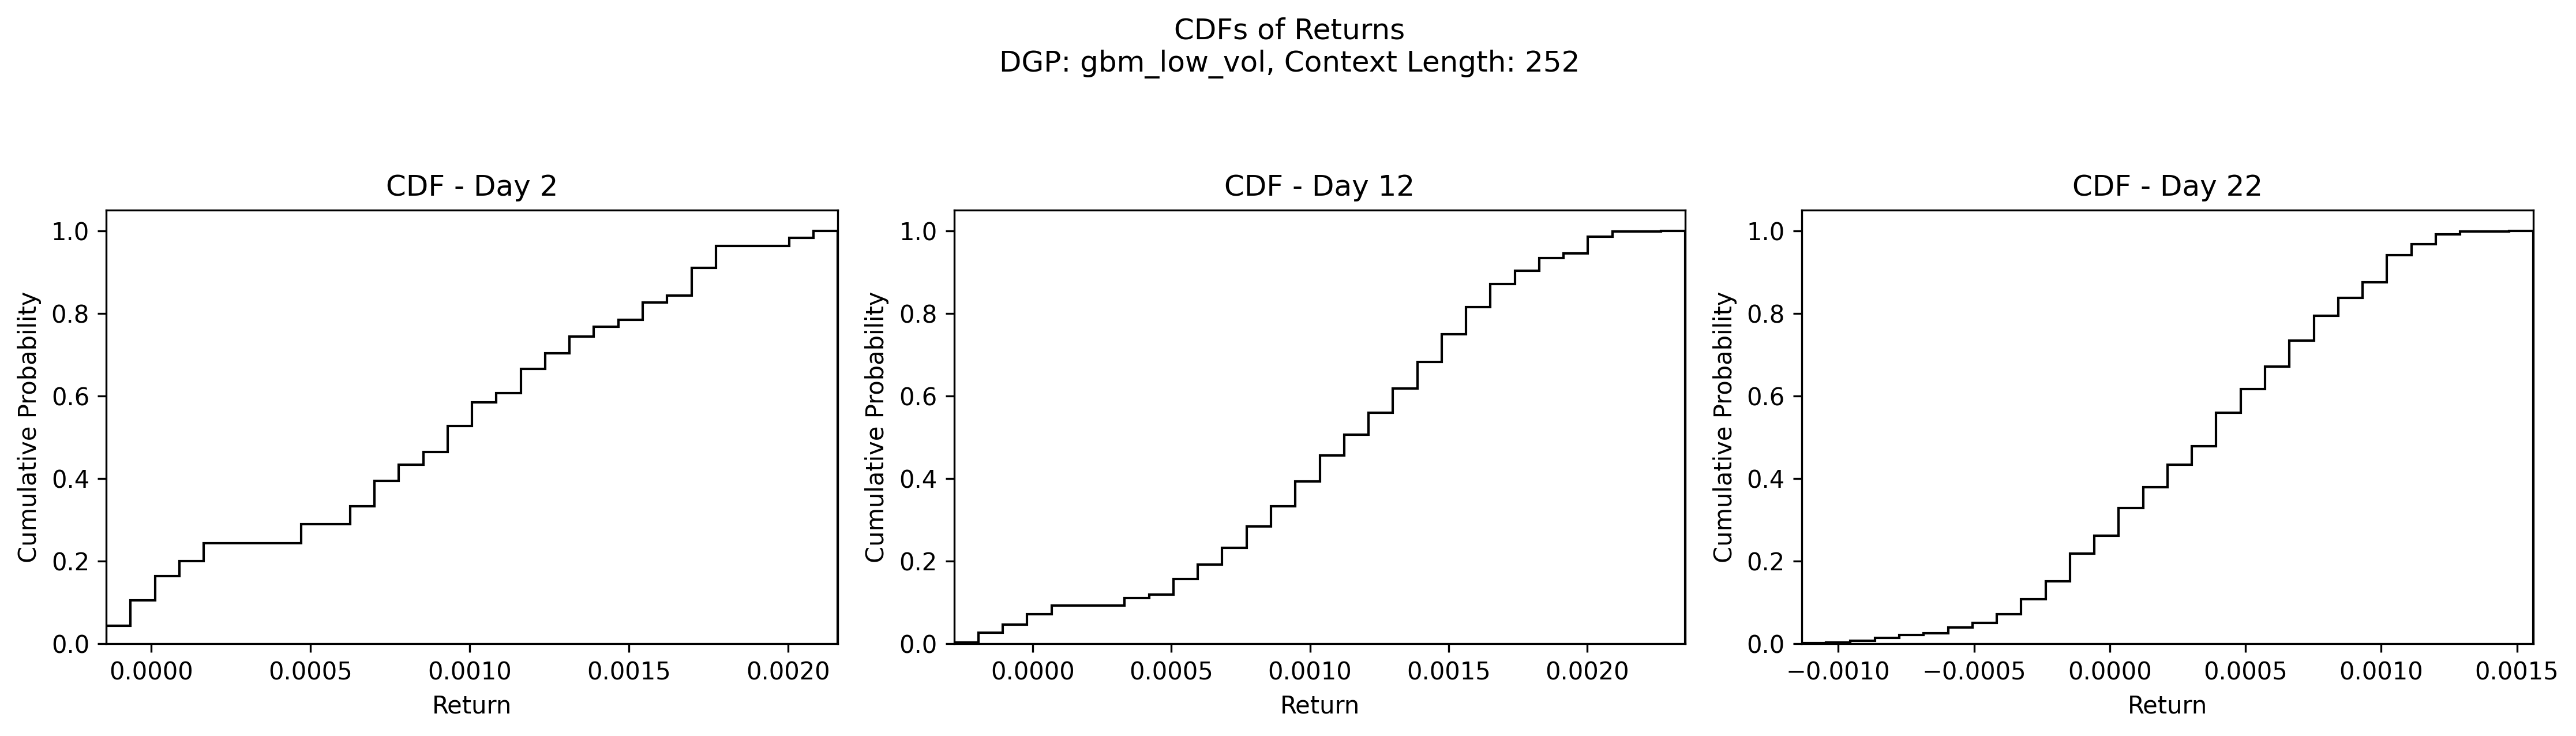 CDFs of Returns
DGP: gbm_low_vol, Context Length: 252
CDF - Day 2
Cumulative Probability
1.0
0.8
0.6
0.4
0.2
0.0
0.0000 0.0005 0.0010 0.0015 0.0020
Return
CDF - Day 12
Cumulative Probability
1.0
0.8
0.6
0.4
0.2
0.0
0.0000 0.0005 0.0010 0.0015 0.0020
Return
CDF - Day 22
Cumulative Probability
1.0
0.8
0.6
0.4
0.2
0.0
−0.0010 −0.0005 0.0000 0.0005 0.0010 0.0015
Return